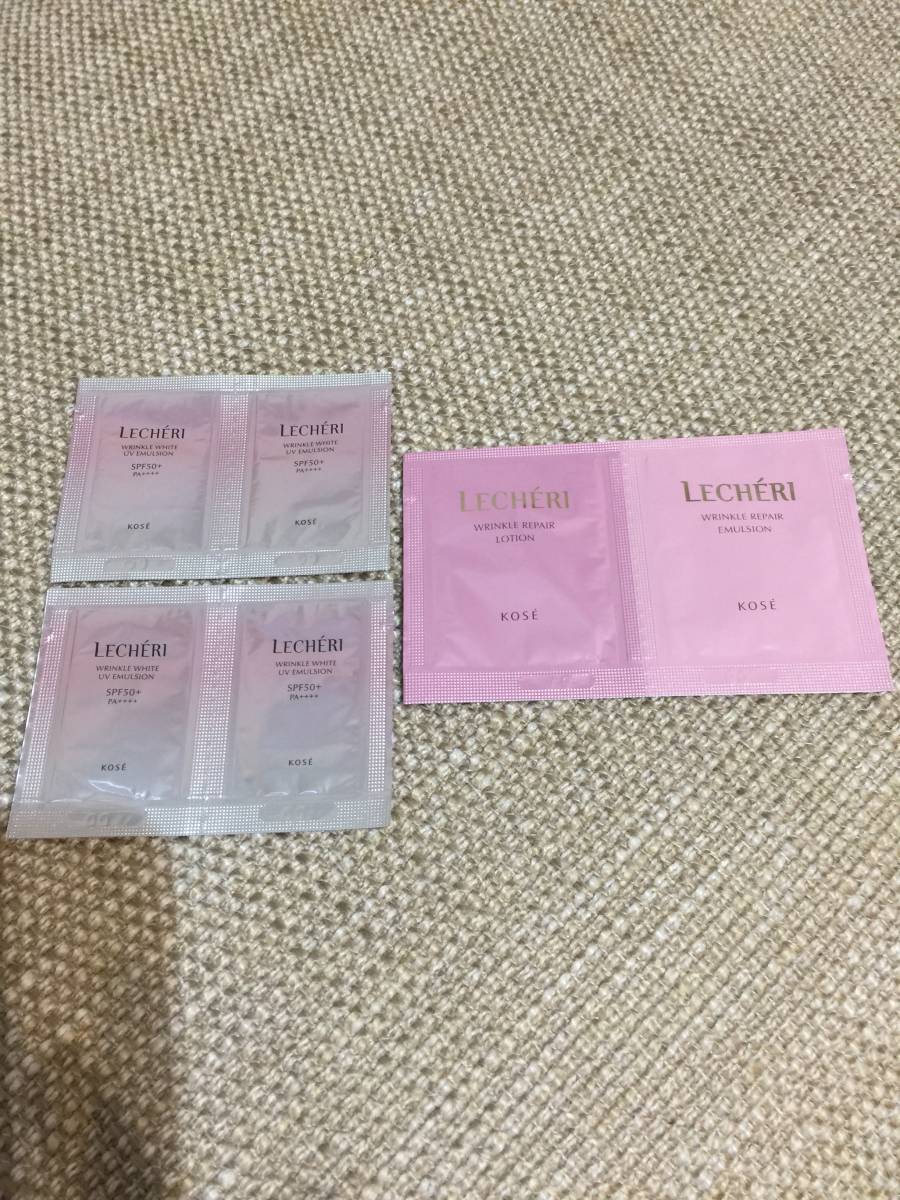 LECHÉRI
WRINKLE WHITE
UV EMULSION
SPF50+
PA++++
KOSÉ
LECHÉRI
WRINKLE WHITE
UV EMULSION
SPF50+
PA++++
KOSÉ
LECHÉRI
WRINKLE WHITE
UV EMULSION
SPF50+
PA++++
KOSÉ
LECHÉRI
WRINKLE WHITE
UV EMULSION
SPF50+
PA++++
KOSÉ
LECHÉRI
WRINKLE REPAIR
LOTION
KOSÉ
LECHÉRI
WRINKLE REPAIR
EMULSION
KOSÉ